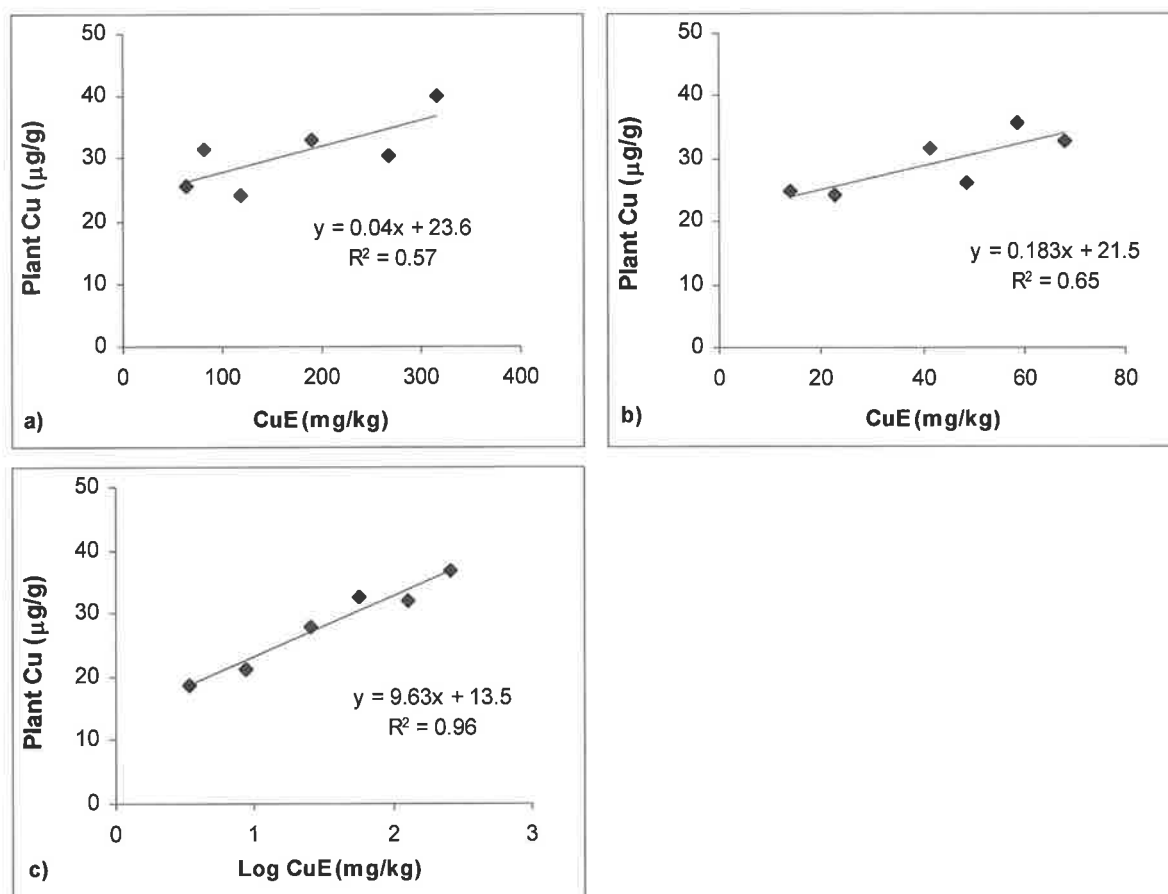 50
40
30
20
10
0
Plant Cu (μg/g)
y = 0.04x + 23.6
R² = 0.57
0 100 200 300 400
a) CuE (mg/kg)
50
40
30
20
10
0
Plant Cu (μg/g)
y = 0.183x + 21.5
R² = 0.65
0 20 40 60 80
b) CuE (mg/kg)
50
40
30
20
10
0
Plant Cu (μg/g)
y = 9.63x + 13.5
R² = 0.96
0 1 2 3
c) Log CuE (mg/kg)